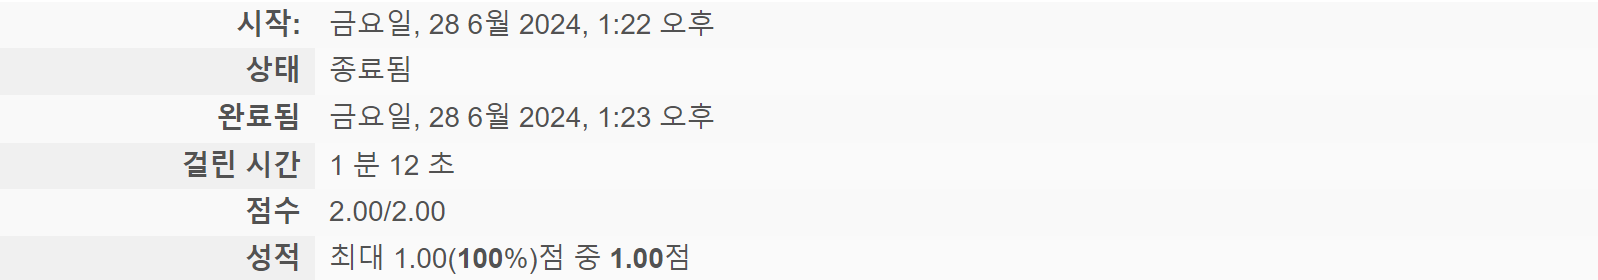 시작: 금요일, 28 6월 2024, 1:22 오후
상태 종료됨
완료됨 금요일, 28 6월 2024, 1:23 오후
걸린 시간 1 분 12 초
점수 2.00/2.00
성적 최대 1.00(100%)점 중 1.00점